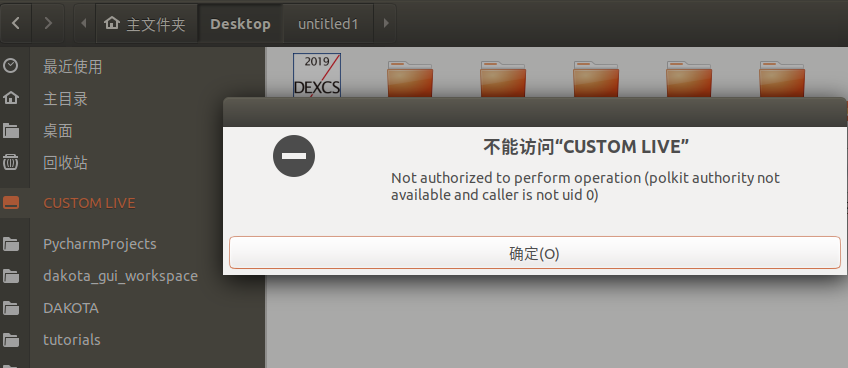 主文件夹 Desktop untitled1
最近使用
主目录
桌面
回收站
CUSTOM LIVE
PycharmProjects
dakota_gui_workspace
DAKOTA
tutorials
2019
DEXCS
不能访问“CUSTOM LIVE”
Not authorized to perform operation (polkit authority not
available and caller is not uid 0)
确定(O)